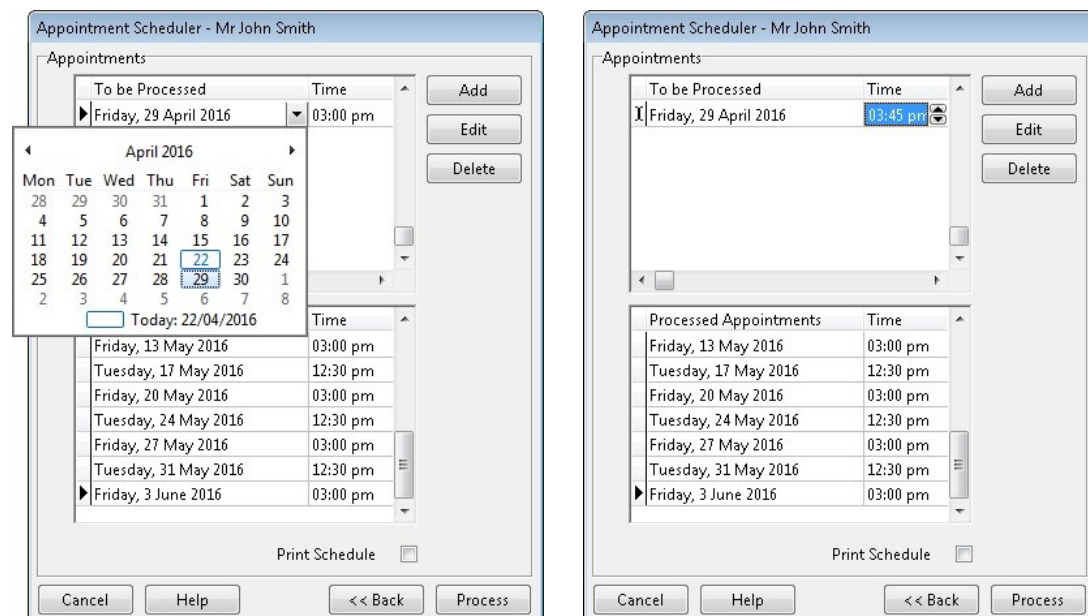 Appointment Scheduler - Mr John Smith
Appointments
To be Processed Time
Friday, 29 April 2016 03:00 pm
Add
Edit
Delete
April 2016
Mon Tue Wed Thu Fri Sat Sun
28 29 30 31 1 2 3
4 5 6 7 8 9 10
11 12 13 14 15 16 17
18 19 20 21 22 23 24
25 26 27 28 29 30 1
2 3 4 5 6 7 8
Today: 22/04/2016
Time
Friday, 13 May 2016 03:00 pm
Tuesday, 17 May 2016 12:30 pm
Friday, 20 May 2016 03:00 pm
Tuesday, 24 May 2016 12:30 pm
Friday, 27 May 2016 03:00 pm
Tuesday, 31 May 2016 12:30 pm
Friday, 3 June 2016 03:00 pm
Print Schedule
Cancel Help << Back Process
Appointment Scheduler - Mr John Smith
Appointments
To be Processed Time
Friday, 29 April 2016 03:45 pm
Add
Edit
Delete
Processed Appointments Time
Friday, 13 May 2016 03:00 pm
Tuesday, 17 May 2016 12:30 pm
Friday, 20 May 2016 03:00 pm
Tuesday, 24 May 2016 12:30 pm
Friday, 27 May 2016 03:00 pm
Tuesday, 31 May 2016 12:30 pm
Friday, 3 June 2016 03:00 pm
Print Schedule
Cancel Help << Back Process